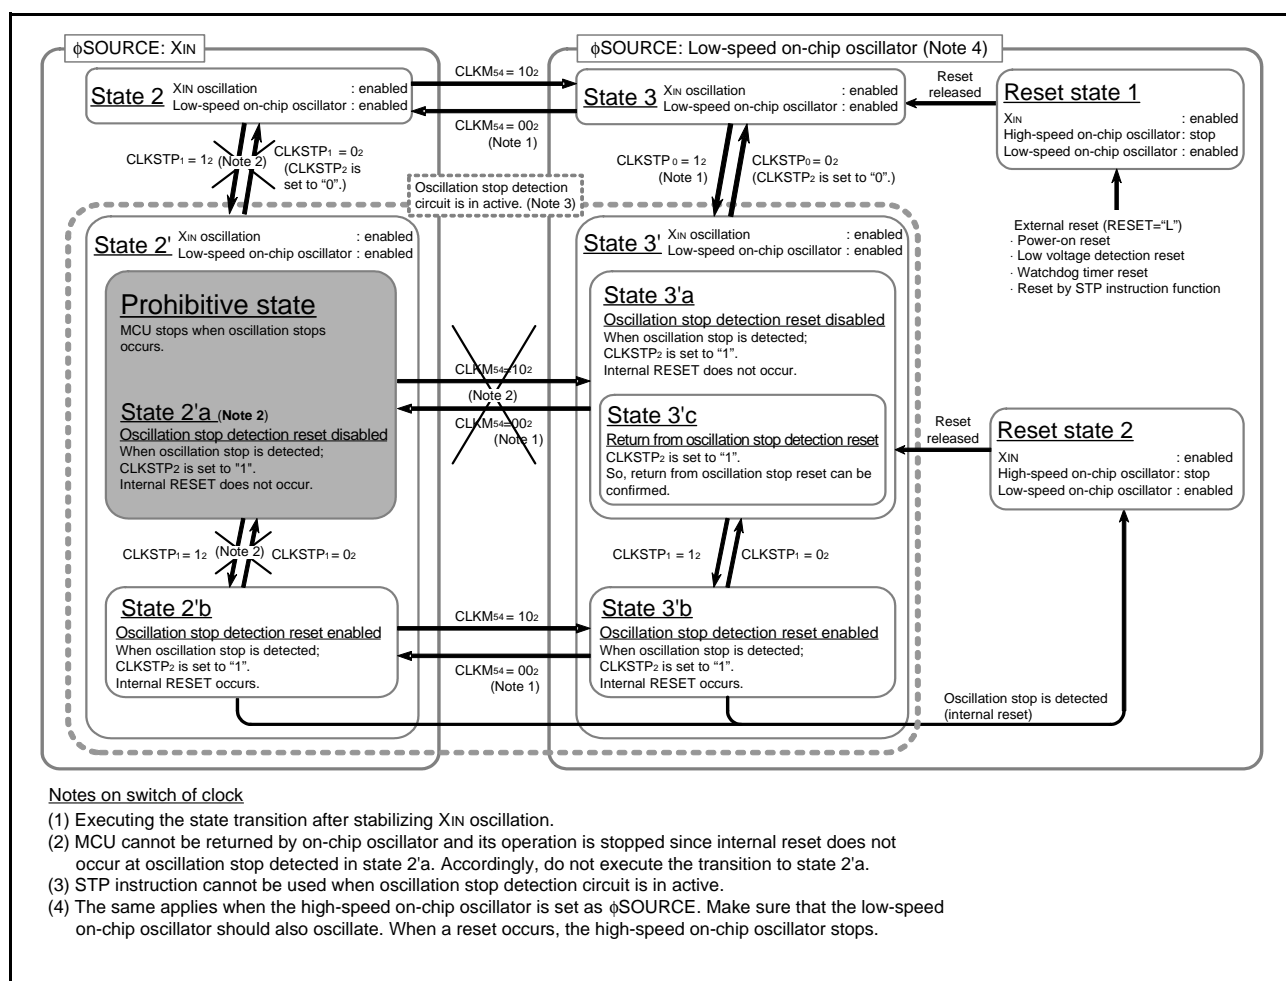 ϕSOURCE: XIN
ϕSOURCE: Low-speed on-chip oscillator (Note 4)
State 2
XIN oscillation : enabled
Low-speed on-chip oscillator : enabled
CLKM54 = 102
CLKM54 = 002
(Note 1)
State 3
XIN oscillation : enabled
Low-speed on-chip oscillator : enabled
Reset
released
Reset state 1
XIN : enabled
High-speed on-chip oscillator : stop
Low-speed on-chip oscillator : enabled
CLKSTP1 = 12
(Note 2)
CLKSTP1 = 02
(CLKSTP2 is
set to “0”.)
Oscillation stop detection
circuit is in active. (Note 3)
CLKSTP0 = 12
(Note 1)
CLKSTP0 = 02
(CLKSTP2 is set to “0”.)
External reset (RESET=“L”)
· Power-on reset
· Low voltage detection reset
· Watchdog timer reset
· Reset by STP instruction function
State 2'
XIN oscillation : enabled
Low-speed on-chip oscillator : enabled
State 3'
XIN oscillation : enabled
Low-speed on-chip oscillator : enabled
Prohibitive state
MCU stops when oscillation stops
occurs.
State 2'a (Note 2)
Oscillation stop detection reset disabled
When oscillation stop is detected;
CLKSTP2 is set to “1”.
Internal RESET does not occur.
CLKM54=102
(Note 2)
CLKM54=002
(Note 1)
State 3'a
Oscillation stop detection reset disabled
When oscillation stop is detected;
CLKSTP2 is set to “1”.
Internal RESET does not occur.
State 3'c
Return from oscillation stop detection reset
CLKSTP2 is set to “1”.
So, return from oscillation stop reset can be
confirmed.
Reset
released
Reset state 2
XIN : enabled
High-speed on-chip oscillator : stop
Low-speed on-chip oscillator : enabled
CLKSTP1 = 12
(Note 2)
CLKSTP1 = 02
CLKSTP1 = 12
CLKSTP1 = 02
State 2'b
Oscillation stop detection reset enabled
When oscillation stop is detected;
CLKSTP2 is set to “1”.
Internal RESET occurs.
CLKM54 = 102
CLKM54 = 002
(Note 1)
State 3'b
Oscillation stop detection reset enabled
When oscillation stop is detected;
CLKSTP2 is set to “1”.
Internal RESET occurs.
Oscillation stop is detected
(internal reset)
Notes on switch of clock
(1) Executing the state transition after stabilizing XIN oscillation.
(2) MCU cannot be returned by on-chip oscillator and its operation is stopped since internal reset does not
occur at oscillation stop detected in state 2'a. Accordingly, do not execute the transition to state 2'a.
(3) STP instruction cannot be used when oscillation stop detection circuit is in active.
(4) The same applies when the high-speed on-chip oscillator is set as ϕSOURCE. Make sure that the low-speed
on-chip oscillator should also oscillate. When a reset occurs, the high-speed on-chip oscillator stops.